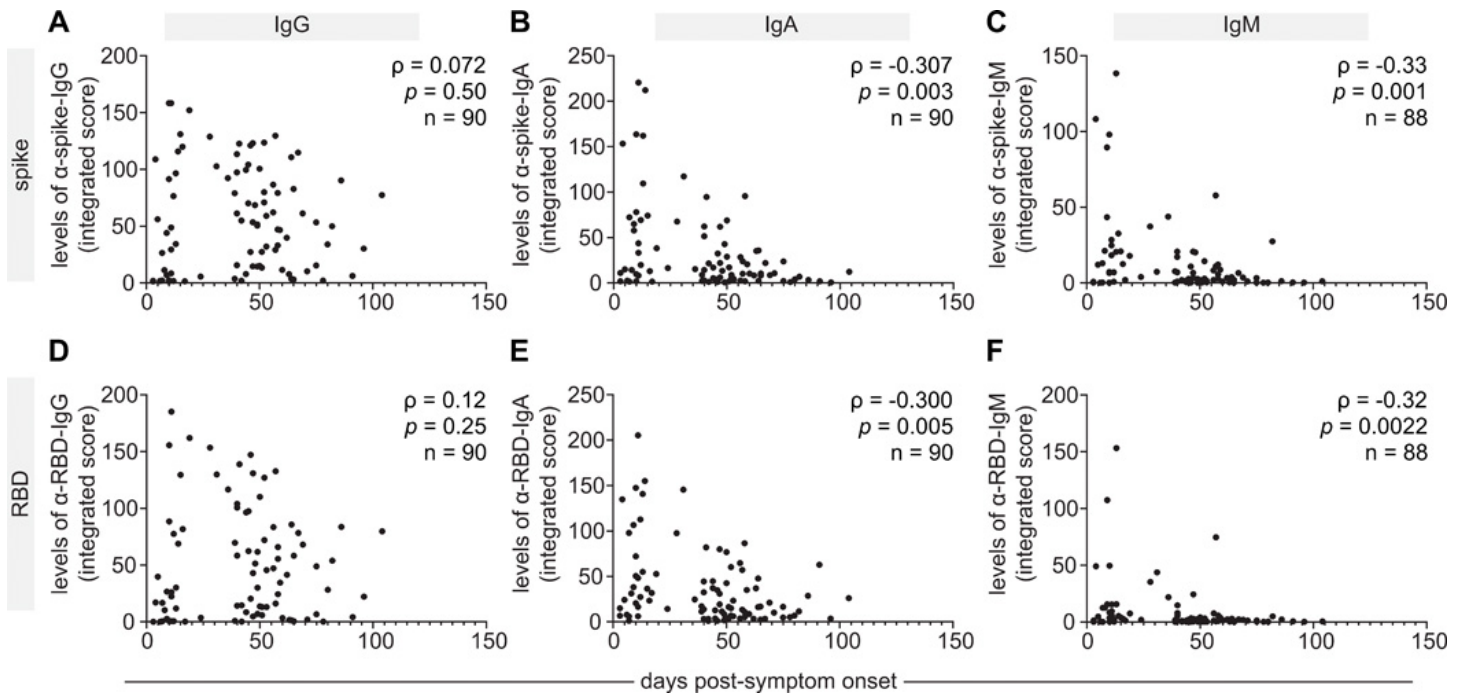 A
IgG
B
IgA
C
IgM
spike
levels of α-spike-IgG
(integrated score)
200
150
100
50
0
0
50
100
150
ρ = 0.072
p = 0.50
n = 90
levels of α-spike-IgA
(integrated score)
250
200
150
100
50
0
0
50
100
150
ρ = -0.307
p = 0.003
n = 90
levels of α-spike-IgM
(integrated score)
150
100
50
0
0
50
100
150
ρ = -0.33
p = 0.001
n = 88
D
E
F
RBD
levels of α-RBD-IgG
(integrated score)
200
150
100
50
0
0
50
100
150
ρ = 0.12
p = 0.25
n = 90
levels of α-RBD-IgA
(integrated score)
250
200
150
100
50
0
0
50
100
150
ρ = -0.300
p = 0.005
n = 90
levels of α-RBD-IgM
(integrated score)
200
150
100
50
0
0
50
100
150
ρ = -0.32
p = 0.0022
n = 88
days post-symptom onset